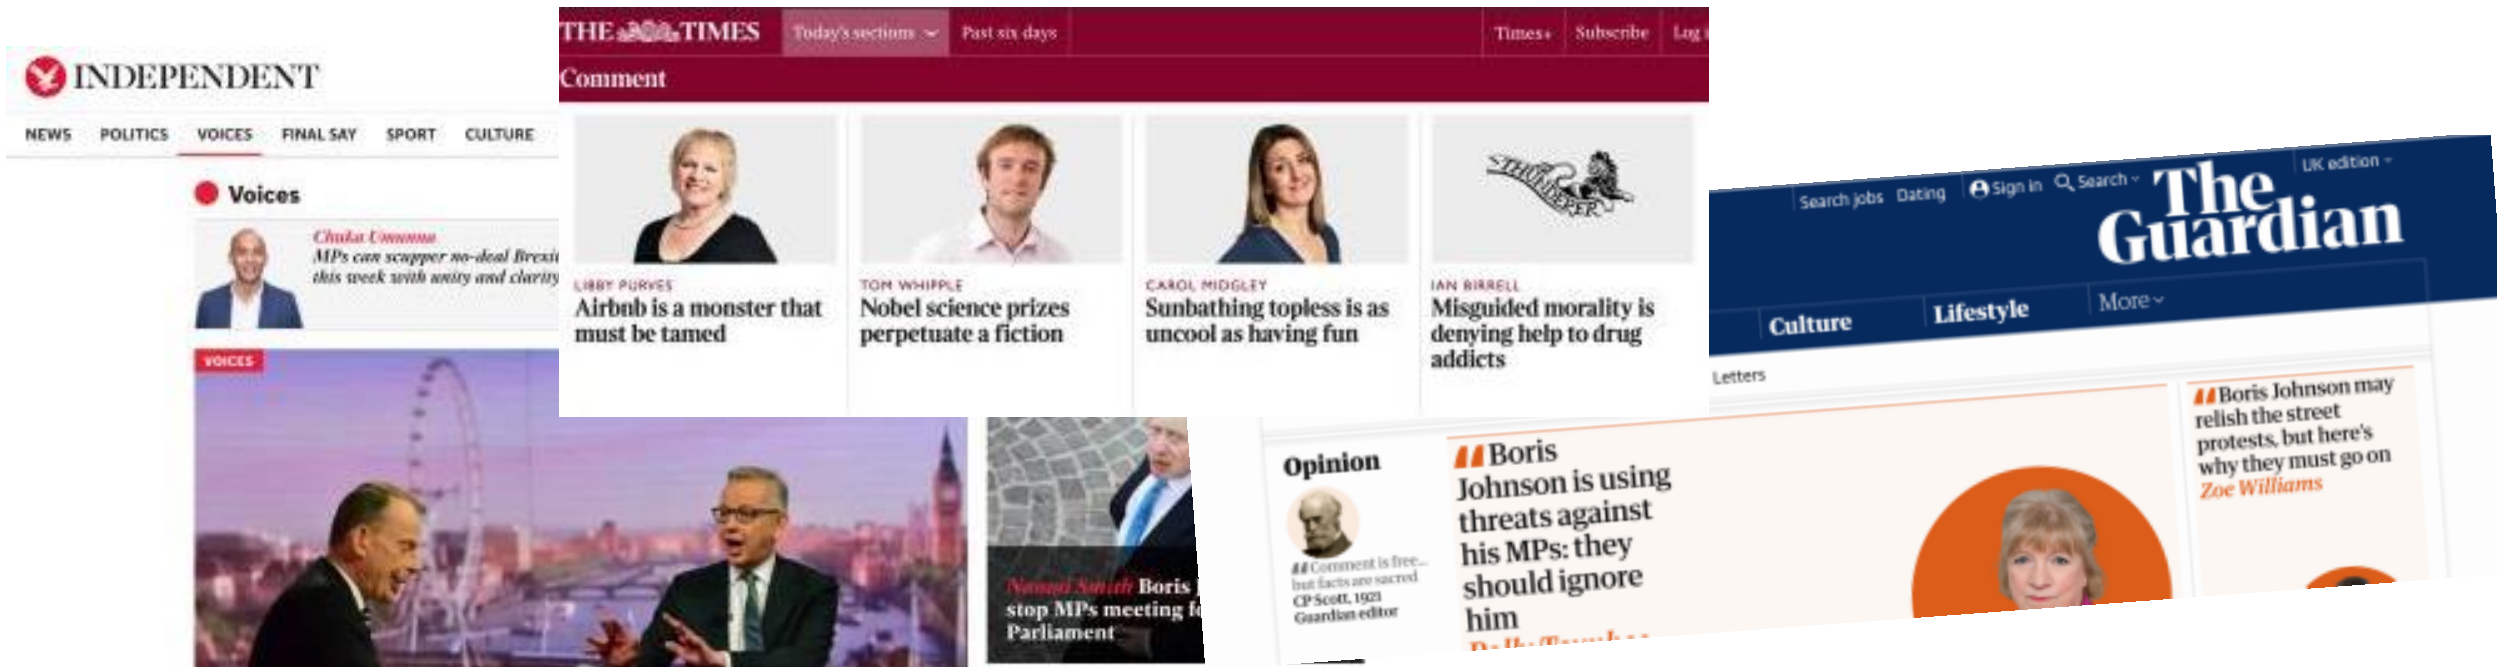 INDEPENDENT
NEWS POLITICS VOICES FINAL SAY SPORT CULTURE
Voices
Chuka Umunna
MPs can scupper no-deal Brexit
this week with unity and clarity
VOICES
Boris
stop MPs meeting
Parliament
THE TIMES Today's sections Past six days Times+ Subscribe Log
Comment
LIBBY PURVES
Airbnb is a monster that
must be tamed
TOM WHIPPLE
Nobel science prizes
perpetuate a fiction
CAROL MIDGLEY
Sunbathing topless is as
uncool as having fun
THUNDERER
IAN BIRRELL
Misguided morality is
denying help to drug
addicts
Search jobs Dating Sign in Search UK edition
The
Guardian
Culture Lifestyle More
Letters
Opinion
Comment is free...
but facts are sacred
CP Scott, 1921
Guardian editor
Boris
Johnson is using
threats against
his MPs: they
should ignore
him
Boris Johnson may
relish the street
protests, but here's
why they must go on
Zoe Williams